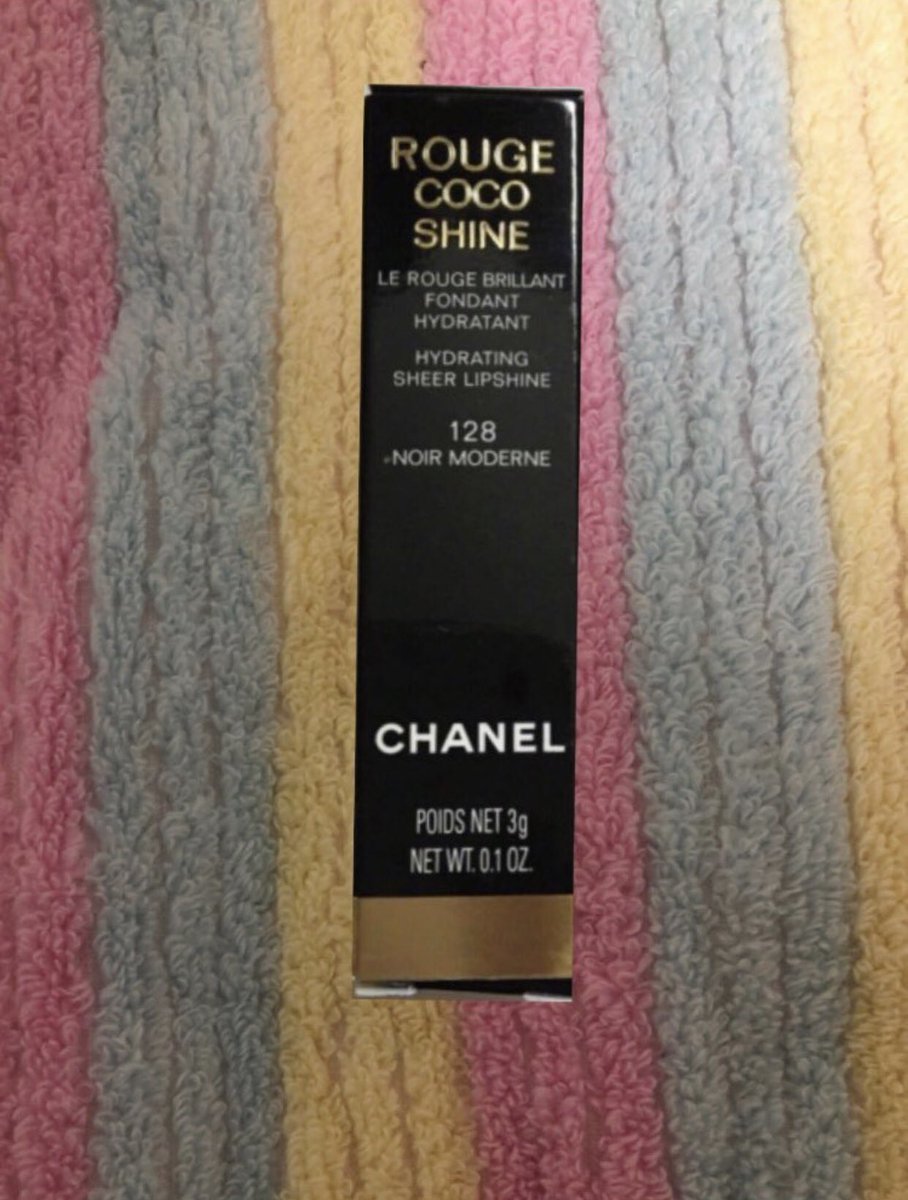 ROUGE
COCO
SHINE
LE ROUGE BRILLANT
FONDANT
HYDRATANT
HYDRATING
SHEER LIPSHINE
128
NOIR MODERNE
CHANEL
POIDS NET 3g
NET WT. 0.1 OZ.